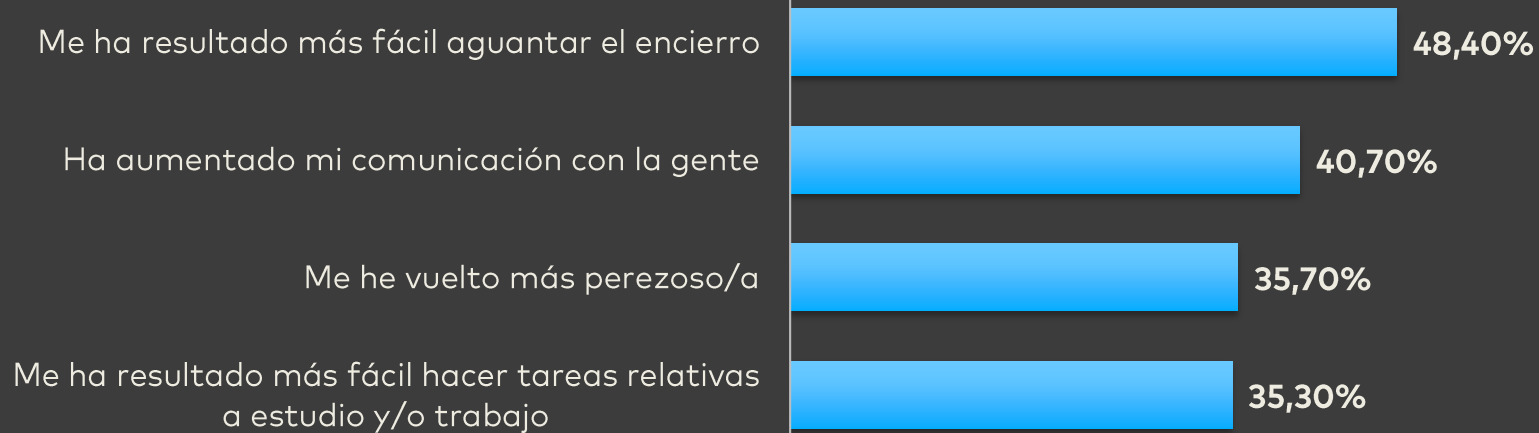 Me ha resultado más fácil aguantar el encierro
48,40%
Ha aumentado mi comunicación con la gente
40,70%
Me he vuelto más perezoso/a
35,70%
Me ha resultado más fácil hacer tareas relativas
a estudio y/o trabajo
35,30%